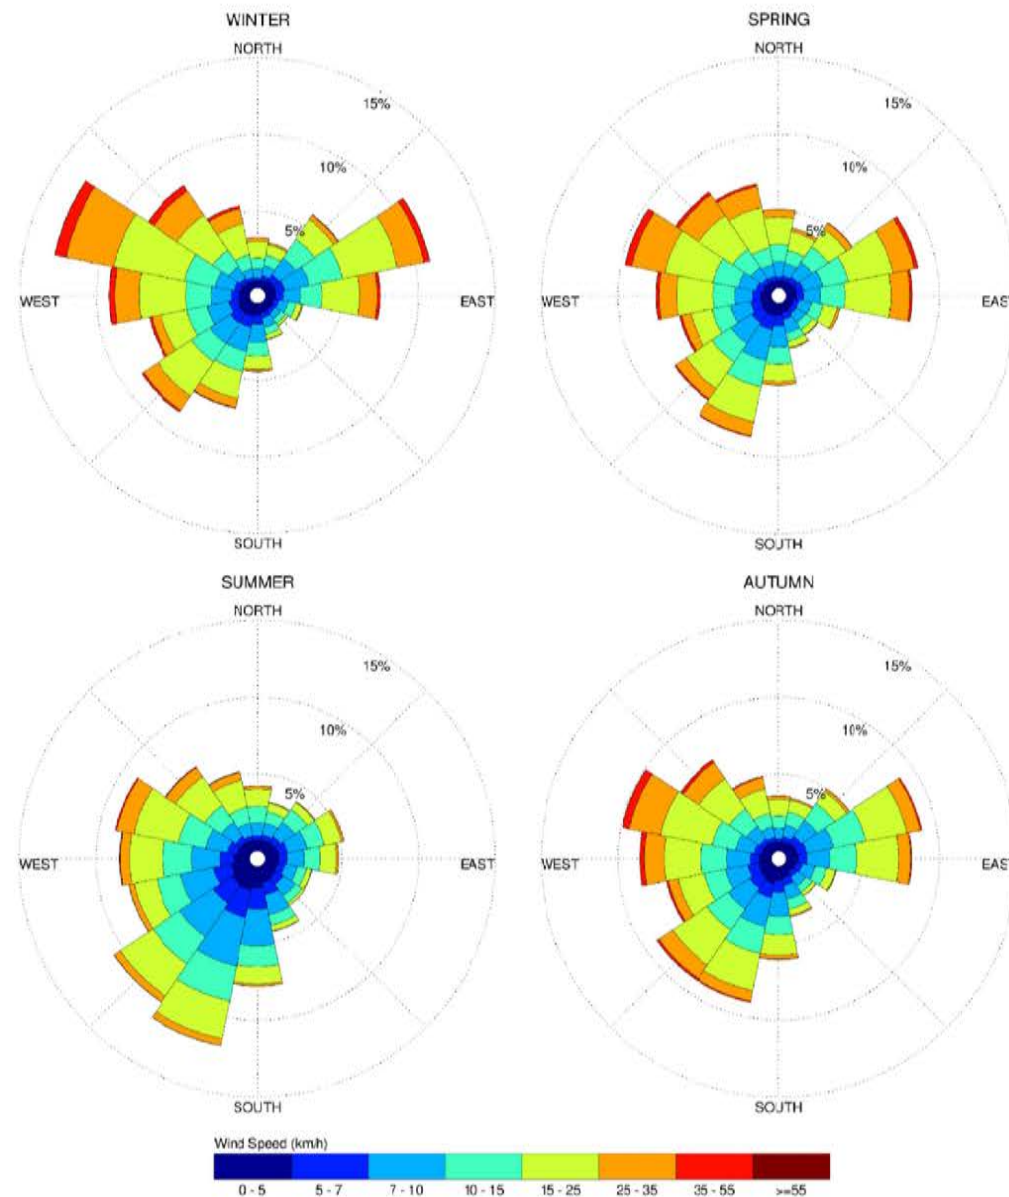 WINTER
NORTH
15%
10%
5%
WEST
EAST
SOUTH
SPRING
NORTH
15%
10%
5%
WEST
EAS
SOUTH
SUMMER
NORTH
15%
10%
5%
WEST
EAST
SOUTH
AUTUMN
NORTH
15%
10%
5%
WEST
EAS
SOUTH
Wind Speed (km/h)
0 - 5 5 - 7 7 - 10 10 - 15 15 - 25 25 - 35 35 - 55 >=55